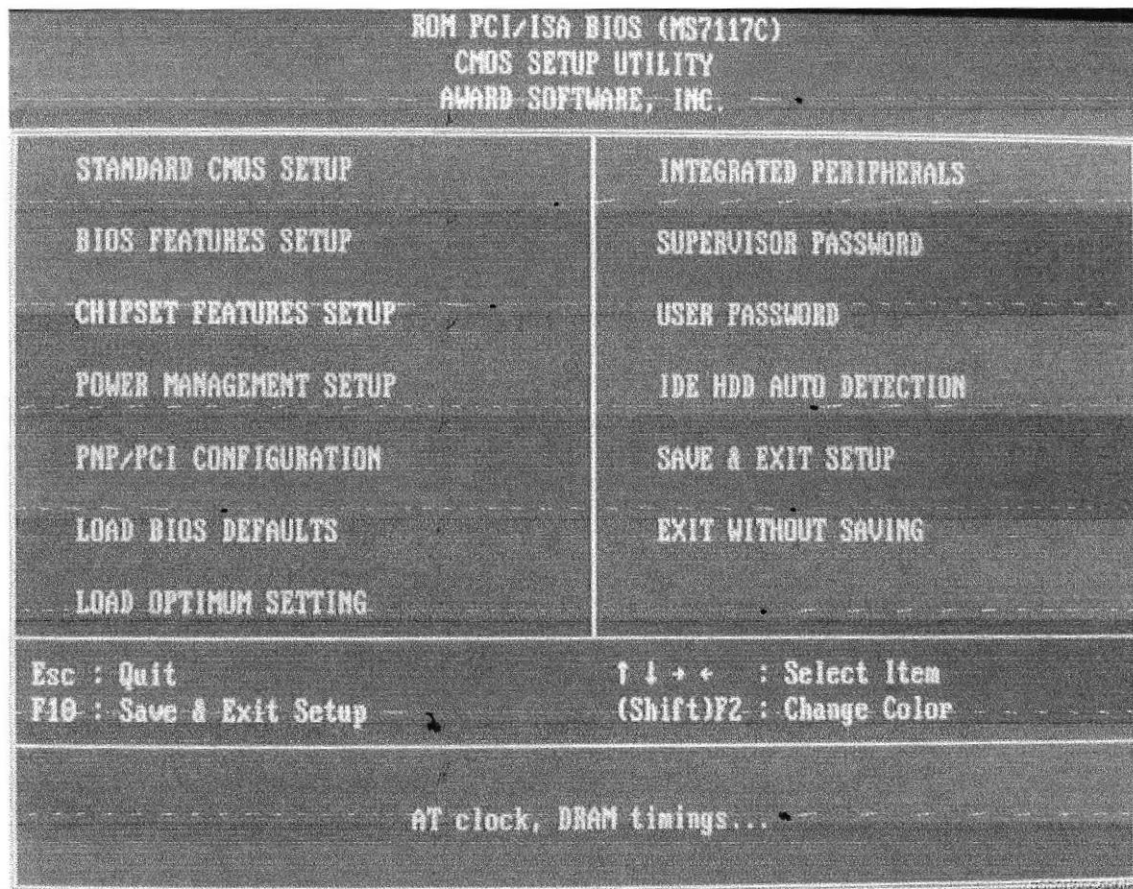 ROM PCI/ISA BIOS (MS7117C)
CMOS SETUP UTILITY
AWARD SOFTWARE, INC.
STANDARD CMOS SETUP
BIOS FEATURES SETUP
CHIPSET FEATURES SETUP
POWER MANAGEMENT SETUP
PNP/PCI CONFIGURATION
LOAD BIOS DEFAULTS
LOAD OPTIMUM SETTING
INTEGRATED PERIPHERALS
SUPERVISOR PASSWORD
USER PASSWORD
IDE HDD AUTO DETECTION
SAVE & EXIT SETUP
EXIT WITHOUT SAVING
Esc : Quit
F10 : Save & Exit Setup
↑ ↓ → ← : Select Item
(Shift)F2 : Change Color
AT clock, DRAM timings...